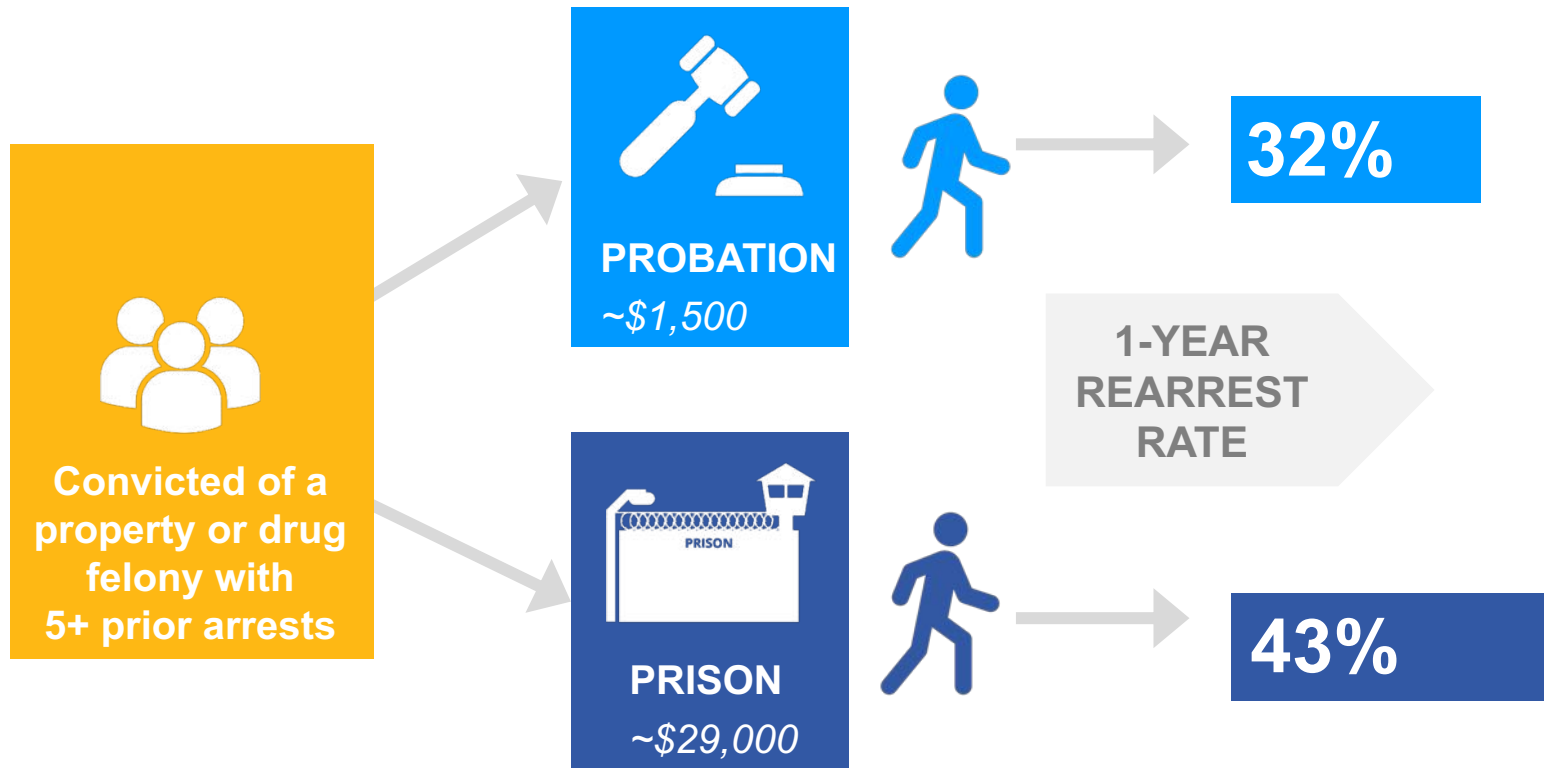 Convicted of a
property or drug
felony with
5+ prior arrests
PROBATION
~$1,500
32%
1-YEAR
REARREST
RATE
PRISON
PRISON
~$29,000
43%